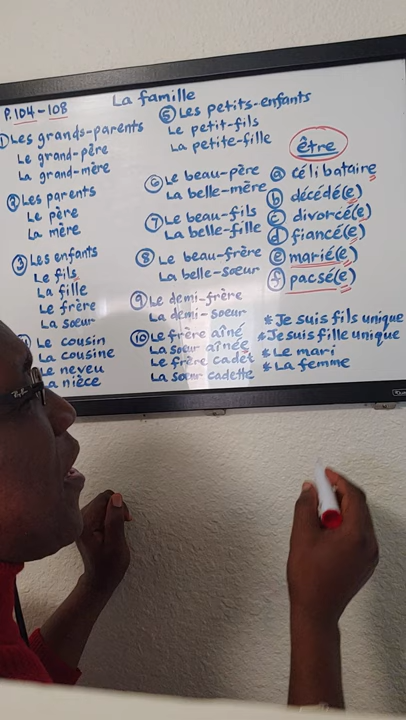 P.104-108
La famille
① Les grands-parents
Le grand-père
La grand-mère
② Les parents
Le père
La mère
③ Les enfants
Le fils
La fille
Le frère
La soeur
Le cousin
La cousine
Le neveu
La nièce
⑤ Les petits-enfants
Le petit-fils
La petite-fille
⑥ Le beau-père
La belle-mère
⑦ Le beau-fils
La belle-fille
⑧ Le beau-frère
La belle-soeur
⑨ Le demi-frère
La demi-soeur
⑩ Le frère aîné
La soeur aînée
Le frère cadet
La soeur cadette
être
ⓐ célibataire
ⓑ décédé(e)
ⓒ divorcé(e)
ⓓ fiancé(e)
ⓔ marié(e)
ⓕ pacsé(e)
* Je suis fils unique
* Je suis fille unique
* Le mari
* La femme